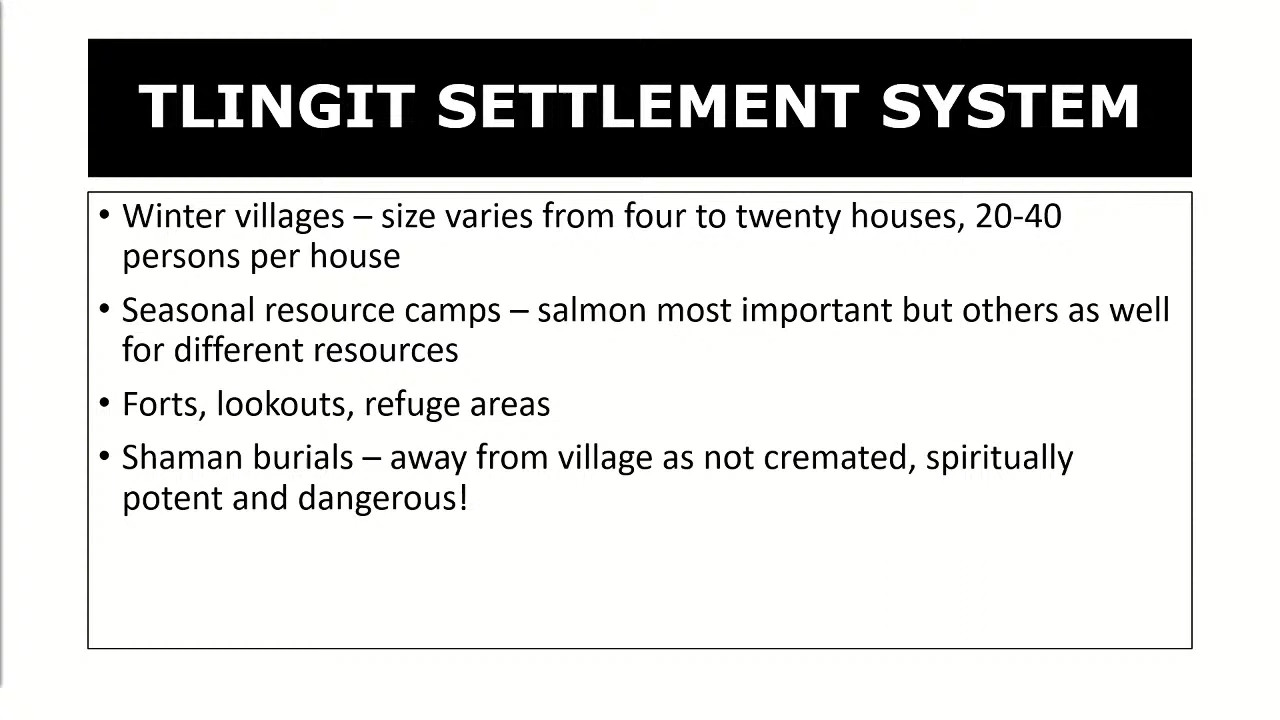 TLINGIT SETTLEMENT SYSTEM
• Winter villages – size varies from four to twenty houses, 20-40
persons per house
• Seasonal resource camps – salmon most important but others as well
for different resources
• Forts, lookouts, refuge areas
• Shaman burials – away from village as not cremated, spiritually
potent and dangerous!